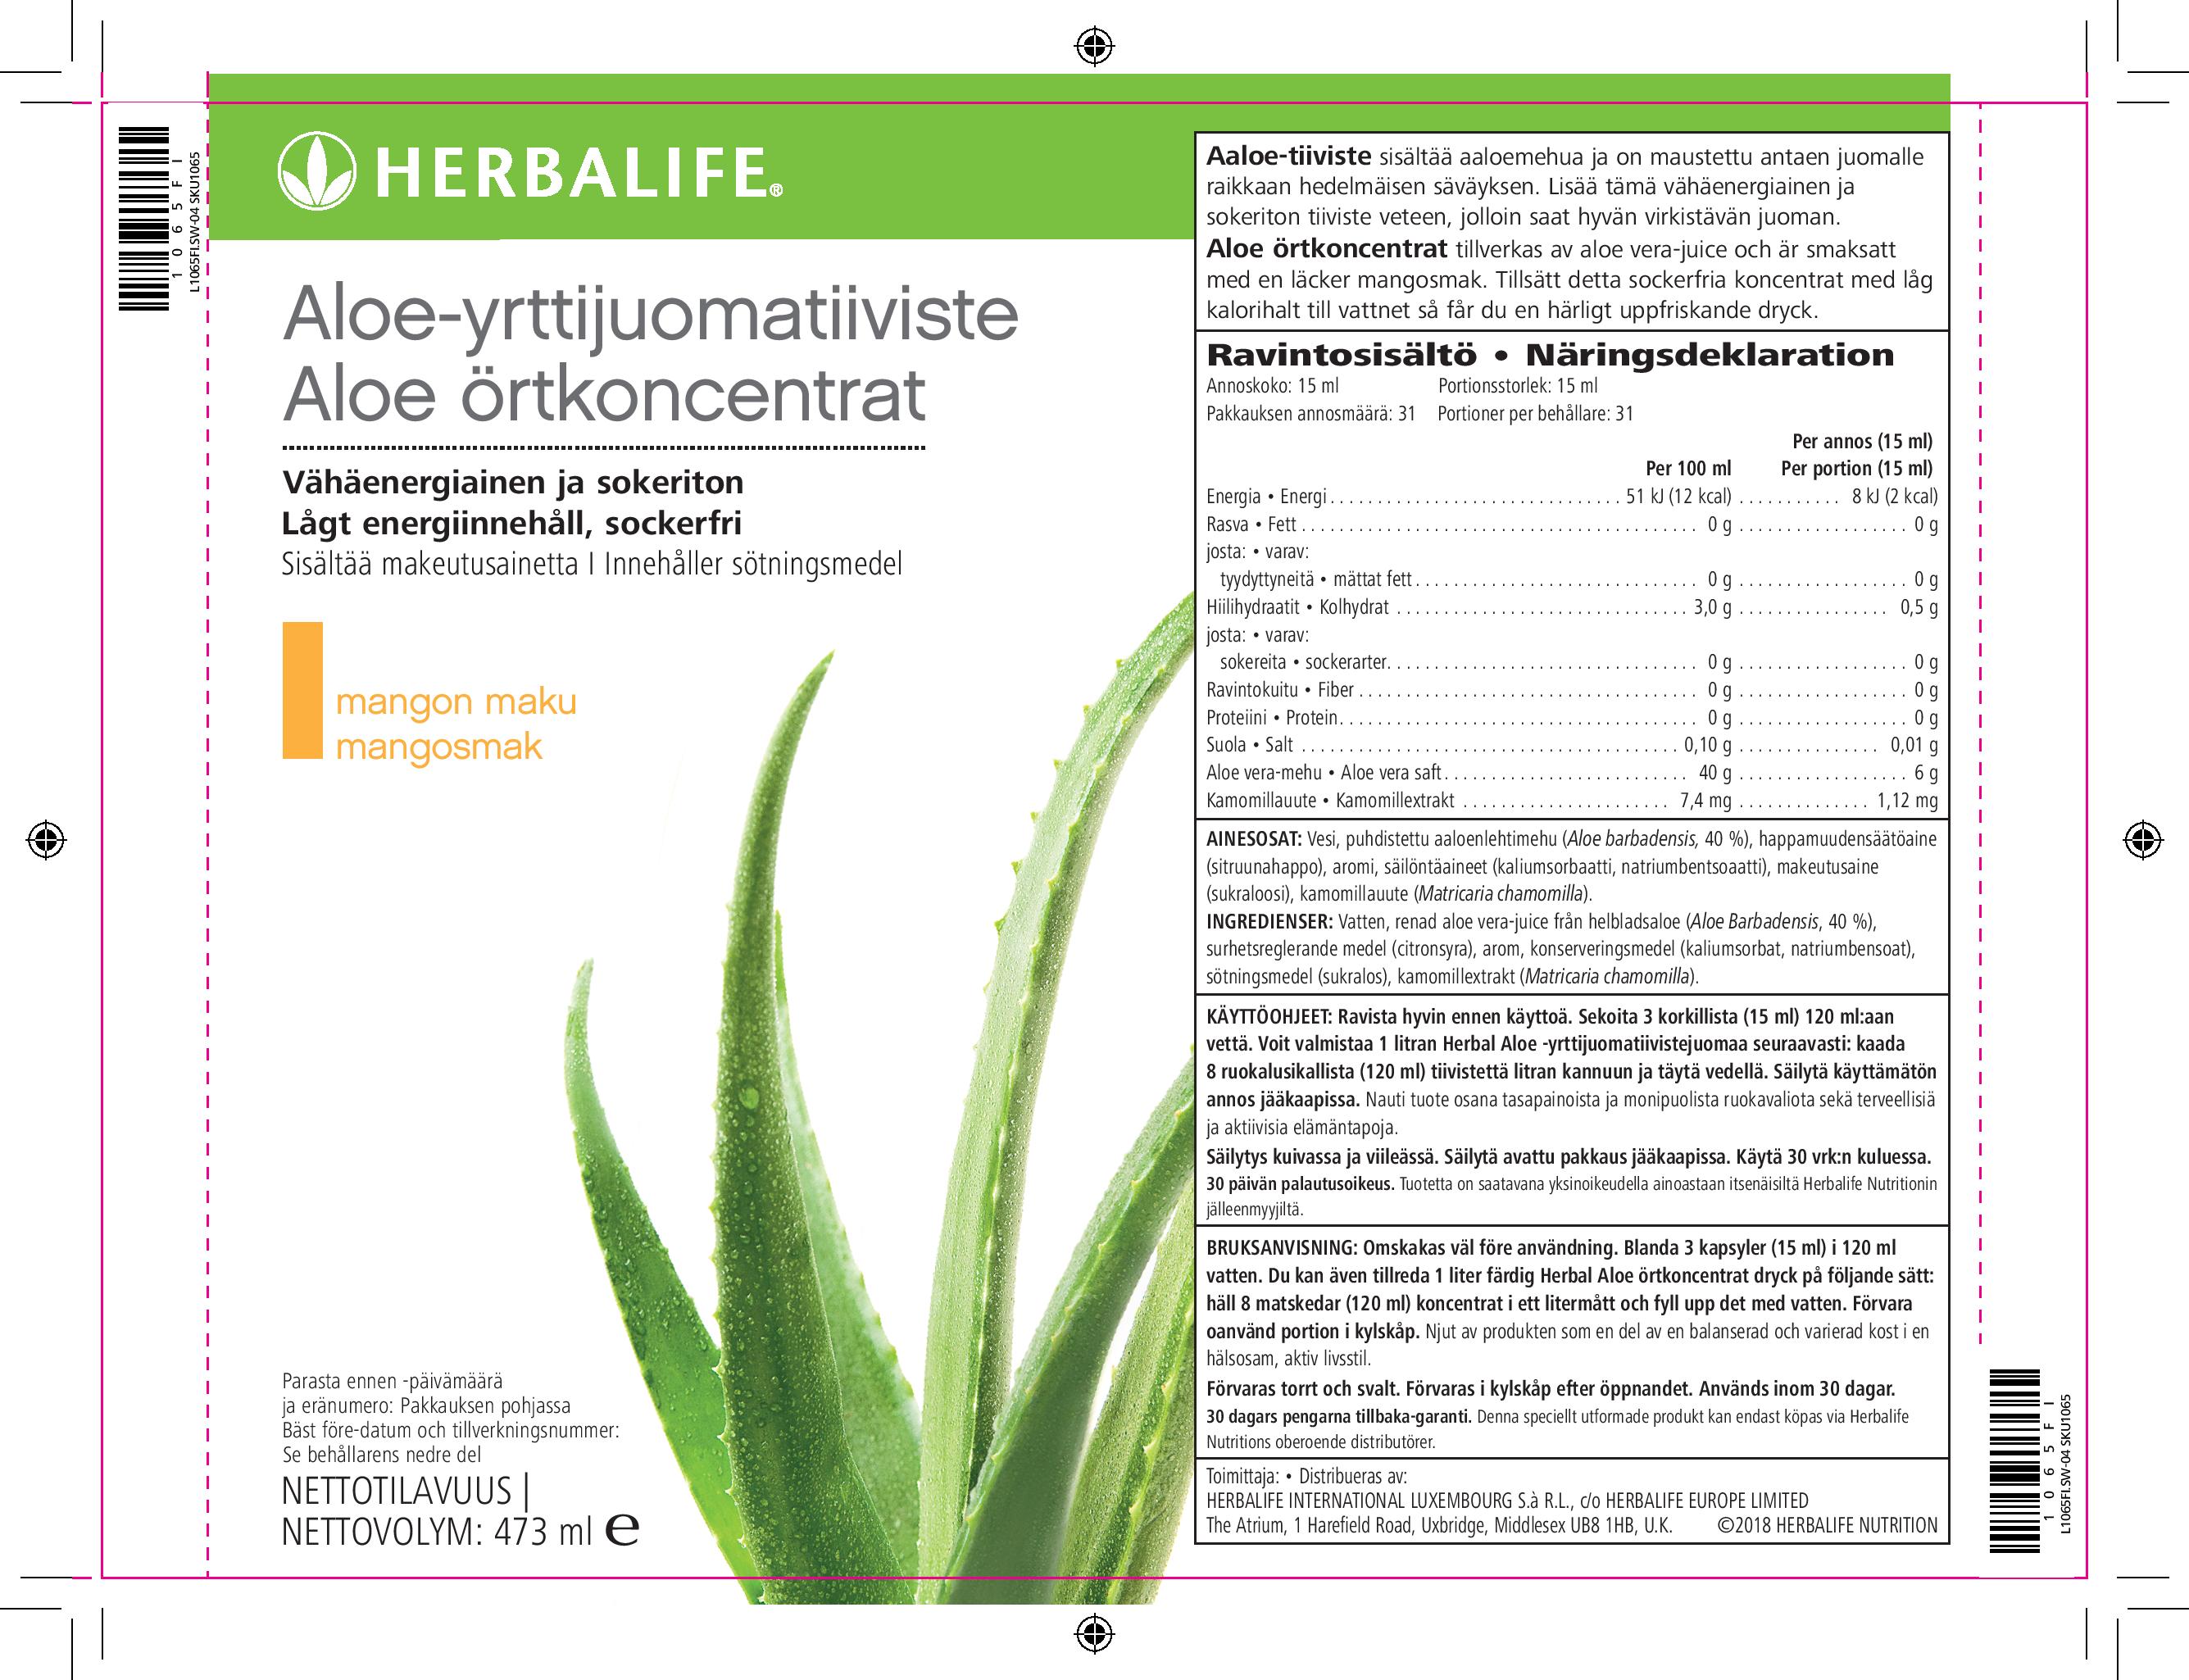 1065FI
L1065FI.SW-04 SKU1065
HERBALIFE®
Aloe-yrttijuomatiiviste
Aloe örtkoncentrat
Vähäenergiainen ja sokeriton
Lågt energiinnehåll, sockerfri
Sisältää makeutusainetta I Innehåller sötningsmedel
mangon maku
mangosmak
Parasta ennen -päivämäärä
ja eränumero: Pakkauksen pohjassa
Bäst före-datum och tillverkningsnummer:
Se behållarens nedre del
NETTOTILAVUUS |
NETTOVOLYM: 473 ml ℮
Aaloe-tiiviste sisältää aaloemehua ja on maustettu antaen juomalle
raikkaan hedelmäisen säväyksen. Lisää tämä vähäenergiainen ja
sokeriton tiiviste veteen, jolloin saat hyvän virkistävän juoman.
Aloe örtkoncentrat tillverkas av aloe vera-juice och är smaksatt
med en läcker mangosmak. Tillsätt detta sockerfria koncentrat med låg
kalorihalt till vattnet så får du en härligt uppfriskande dryck.
Ravintosisältö • Näringsdeklaration
Annoskoko: 15 ml Portionsstorlek: 15 ml
Pakkauksen annosmäärä: 31 Portioner per behållare: 31
Per annos (15 ml)
Per 100 ml Per portion (15 ml)
Energia • Energi 51 kJ (12 kcal) 8 kJ (2 kcal)
Rasva • Fett 0 g 0 g
josta: • varav:
tyydyttyneitä • mättat fett 0 g 0 g
Hiilihydraatit • Kolhydrat 3,0 g 0,5 g
josta: • varav:
sokereita • sockerarter 0 g 0 g
Ravintokuitu • Fiber 0 g 0 g
Proteiini • Protein 0 g 0 g
Suola • Salt 0,10 g 0,01 g
Aloe vera-mehu • Aloe vera saft 40 g 6 g
Kamomillauute • Kamomillextrakt 7,4 mg 1,12 mg
AINESOSAT: Vesi, puhdistettu aaloenlehtimehu (Aloe barbadensis, 40 %), happamuudensäätöaine
(sitruunahappo), aromi, säilöntäaineet (kaliumsorbaatti, natriumbentsoaatti), makeutusaine
(sukraloosi), kamomillauute (Matricaria chamomilla).
INGREDIENSER: Vatten, renad aloe vera-juice från helbladsaloe (Aloe Barbadensis, 40 %),
surhetsreglerande medel (citronsyra), arom, konserveringsmedel (kaliumsorbat, natriumbensoat),
sötningsmedel (sukralos), kamomillextrakt (Matricaria chamomilla).
KÄYTTÖOHJEET: Ravista hyvin ennen käyttoä. Sekoita 3 korkillista (15 ml) 120 ml:aan
vettä. Voit valmistaa 1 litran Herbal Aloe -yrttijuomatiivistejuomaa seuraavasti: kaada
8 ruokalusikallista (120 ml) tiivistettä litran kannuun ja täytä vedellä. Säilytä käyttämätön
annos jääkaapissa. Nauti tuote osana tasapainoista ja monipuolista ruokavaliota sekä terveellisiä
ja aktiivisia elämäntapoja.
Säilytys kuivassa ja viileässä. Säilytä avattu pakkaus jääkaapissa. Käytä 30 vrk:n kuluessa.
30 päivän palautusoikeus. Tuotetta on saatavana yksinoikeudella ainoastaan itsenäisiltä Herbalife Nutritionin
jälleenmyyjiltä.
BRUKSANVISNING: Omskakas väl före användning. Blanda 3 kapsyler (15 ml) i 120 ml
vatten. Du kan även tillreda 1 liter färdig Herbal Aloe örtkoncentrat dryck på följande sätt:
häll 8 matskedar (120 ml) koncentrat i ett litermått och fyll upp det med vatten. Förvara
oanvänd portion i kylskåp. Njut av produkten som en del av en balanserad och varierad kost i en
hälsosam, aktiv livsstil.
Förvaras torrt och svalt. Förvaras i kylskåp efter öppnandet. Används inom 30 dagar.
30 dagars pengarna tillbaka-garanti. Denna speciellt utformade produkt kan endast köpas via Herbalife
Nutritions oberoende distributörer.
Toimittaja: • Distribueras av:
HERBALIFE INTERNATIONAL LUXEMBOURG S.à R.L., c/o HERBALIFE EUROPE LIMITED
The Atrium, 1 Harefield Road, Uxbridge, Middlesex UB8 1HB, U.K. ©2018 HERBALIFE NUTRITION
1065FI
L1065FI.SW-04 SKU1065